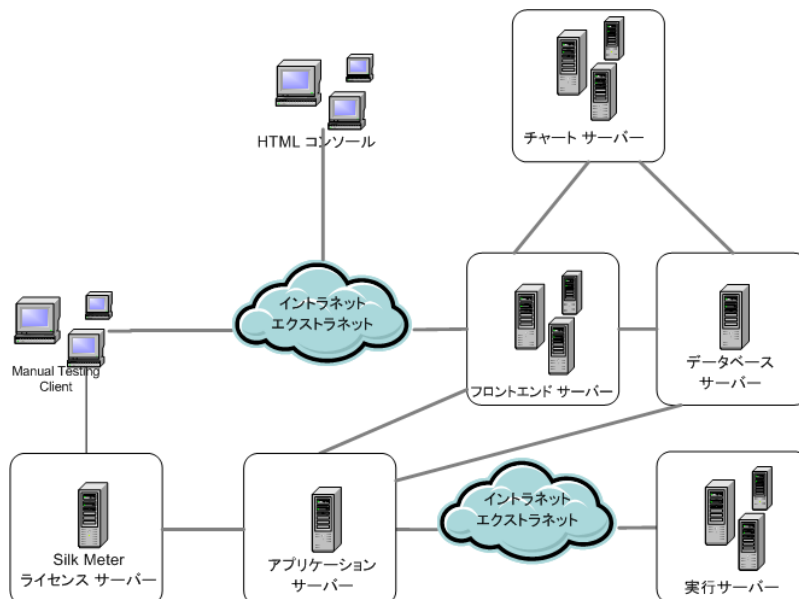 チャート サーバー
HTML コンソール
イントラネット
エクストラネット
Manual Testing
Client
フロントエンド サーバー
データベース
サーバー
Silk Meter
ライセンス サーバー
アプリケーション
サーバー
イントラネット
エクストラネット
実行サーバー